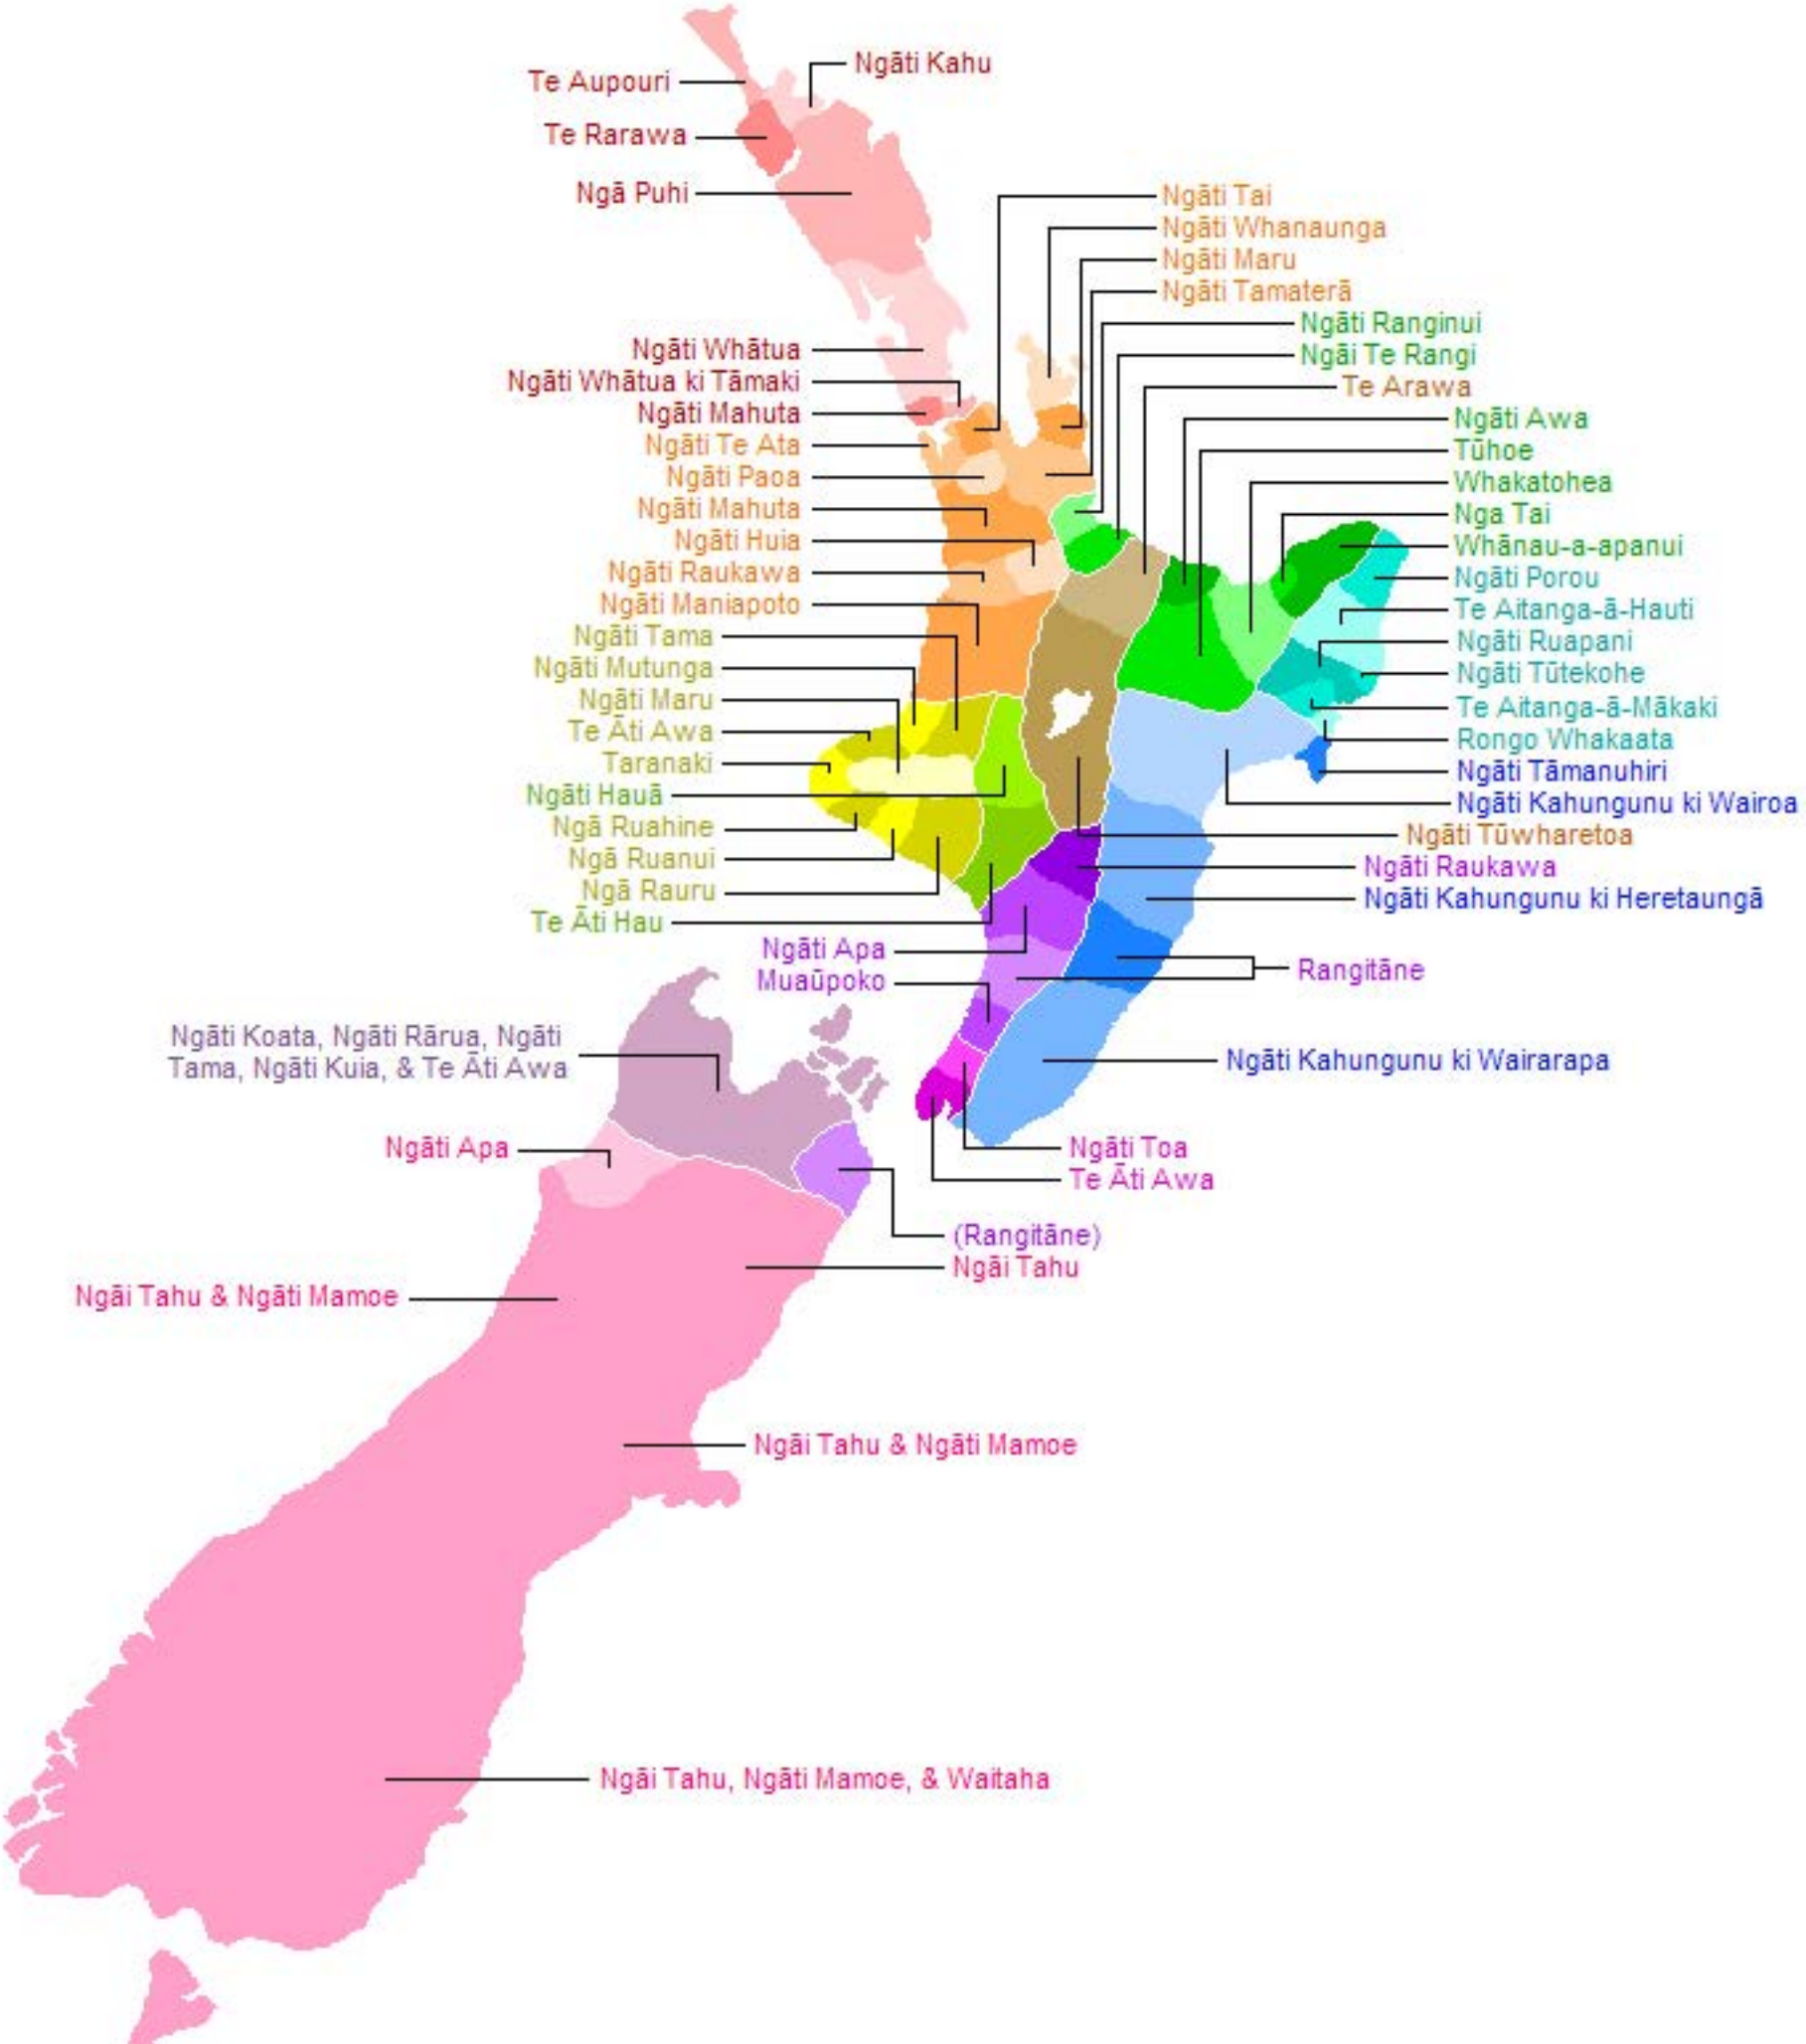 Ngāti Kahu
Te Aupouri
Te Rarawa
Ngā Puhi
Ngāti Tai
Ngāti Whanaunga
Ngāti Maru
Ngāti Tamaterā
Ngāti Ranginui
Ngāi Te Rangi
Te Arawa
Ngāti Awa
Tūhoe
Whakatohea
Nga Tai
Whānau-a-apanui
Ngāti Porou
Te Aitanga-ā-Hauti
Ngāti Ruapani
Ngāti Tūtekohe
Te Aitanga-ā-Mākaki
Rongo Whakaata
Ngāti Tāmanuhiri
Ngāti Kahungunu ki Wairoa
Ngāti Tūwharetoa
Ngāti Raukawa
Ngāti Kahungunu ki Heretaungā
Rangitāne
Ngāti Kahungunu ki Wairarapa
Ngāti Whātua
Ngāti Whātua ki Tāmaki
Ngāti Mahuta
Ngāti Te Ata
Ngāti Paoa
Ngāti Mahuta
Ngāti Huia
Ngāti Raukawa
Ngāti Maniapoto
Ngāti Tama
Ngāti Mutunga
Ngāti Maru
Te Āti Awa
Taranaki
Ngāti Hauā
Ngā Ruahine
Ngā Ruanui
Ngā Rauru
Te Āti Hau
Ngāti Apa
Muaūpoko
Ngāti Koata, Ngāti Rārua, Ngāti
Tama, Ngāti Kuia, & Te Āti Awa
Ngāti Apa
Ngāti Toa
Te Āti Awa
(Rangitāne)
Ngāi Tahu
Ngāi Tahu & Ngāti Mamoe
Ngāi Tahu & Ngāti Mamoe
Ngāi Tahu, Ngāti Mamoe, & Waitaha